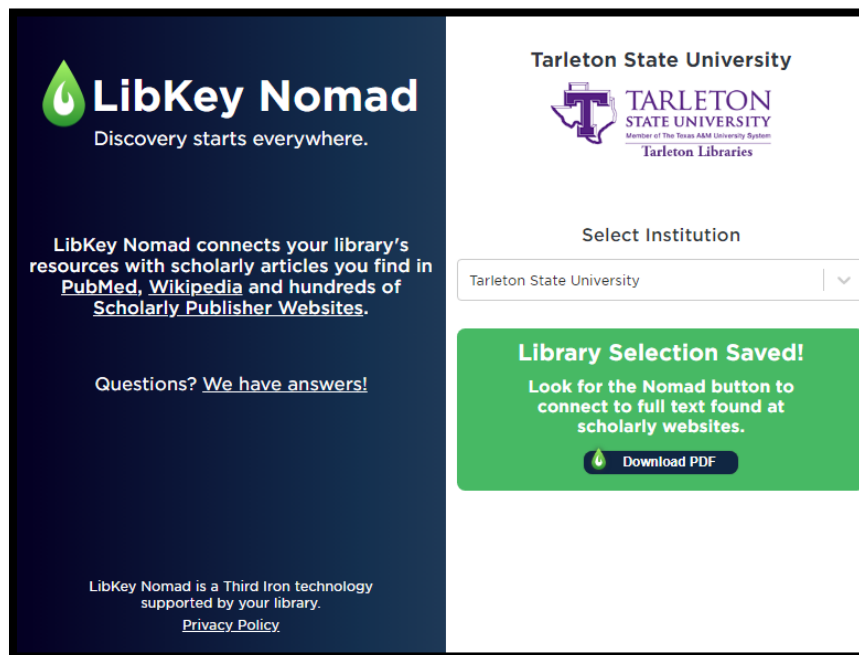 LibKey Nomad
Discovery starts everywhere.
LibKey Nomad connects your library's
resources with scholarly articles you find in
PubMed, Wikipedia and hundreds of
Scholarly Publisher Websites.
Questions? We have answers!
LibKey Nomad is a Third Iron technology
supported by your library.
Privacy Policy
Tarleton State University
T
TARLETON
STATE UNIVERSITY
Member of The Texas A&M University System
Tarleton Libraries
Select Institution
Tarleton State University
Library Selection Saved!
Look for the Nomad button to
connect to full text found at
scholarly websites.
Download PDF